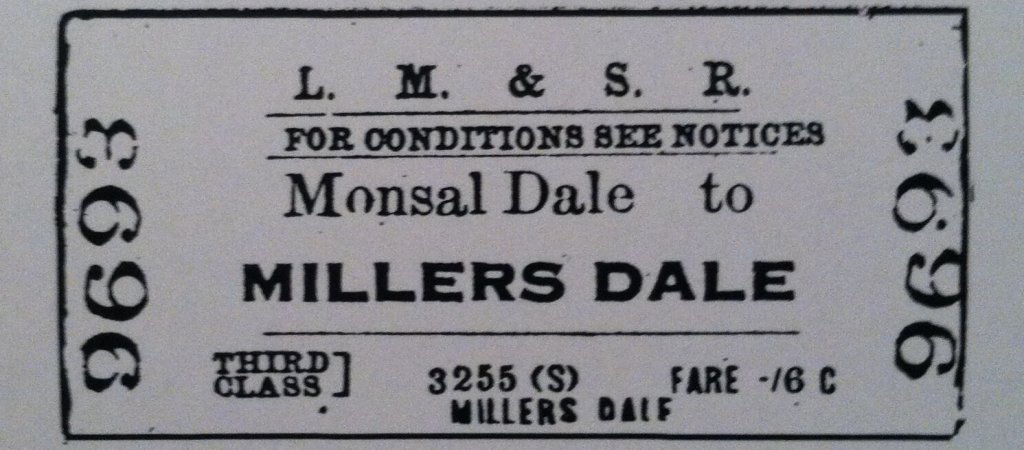 L. M. & S. R.
FOR CONDITIONS SEE NOTICES
Monsal Dale to
MILLERS DALE
THIRD CLASS] 3255 (S) FARE -/6 C
MILLERS DALE
9693
9693